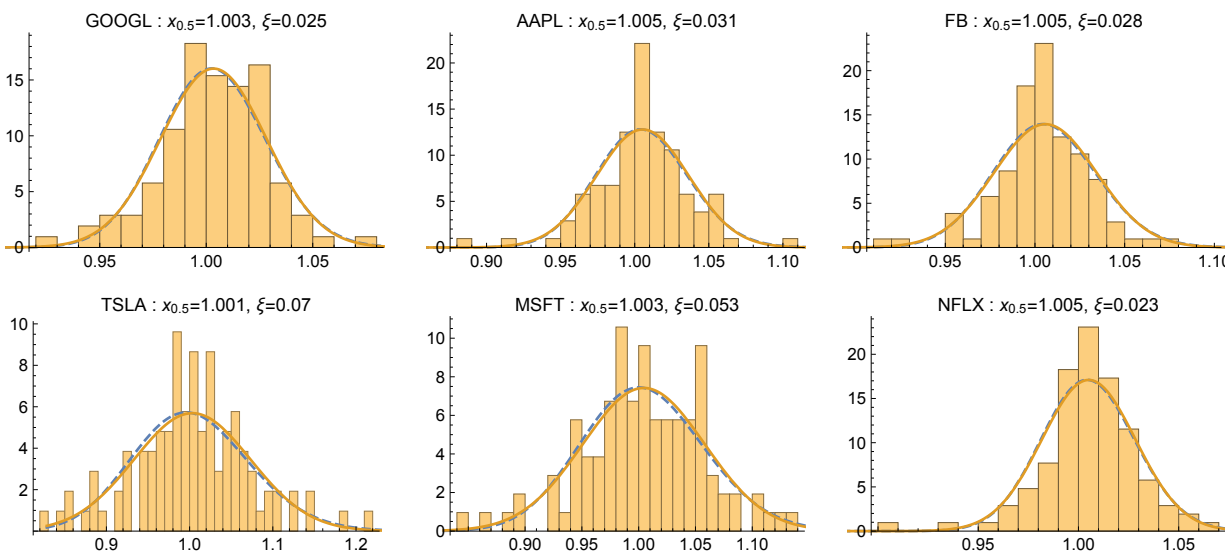 GOOGL : x0.5=1.003, ξ=0.025
15
10
5
0
0.95 1.00 1.05
AAPL : x0.5=1.005, ξ=0.031
20
15
10
5
0
0.90 0.95 1.00 1.05 1.10
FB : x0.5=1.005, ξ=0.028
20
15
10
5
0
0.95 1.00 1.05 1.10
TSLA : x0.5=1.001, ξ=0.07
10
8
6
4
2
0.9 1.0 1.1 1.2
MSFT : x0.5=1.003, ξ=0.053
10
8
6
4
2
0
0.90 0.95 1.00 1.05 1.10
NFLX : x0.5=1.005, ξ=0.023
20
15
10
5
0
0.95 1.00 1.05